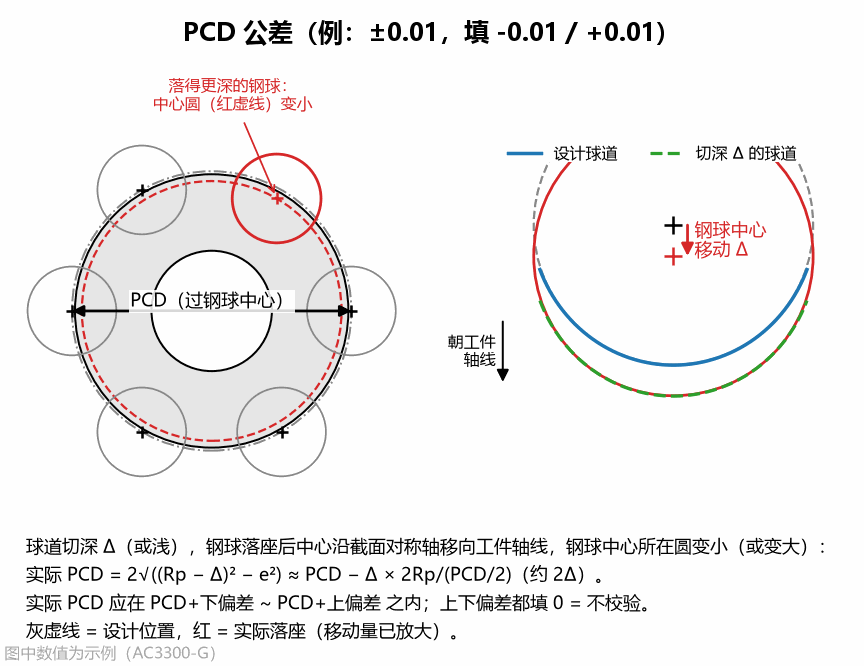 PCD 公差（例：±0.01，填 -0.01 / +0.01）
落得更深的钢球：
中心圆（红虚线）变小
PCD（过钢球中心）
设计球道
切深 Δ 的球道
钢球中心
移动 Δ
朝工件
轴线
球道切深 Δ（或浅），钢球落座后中心沿截面对称轴移向工件轴线，钢球中心所在圆变小（或变大）：
实际 PCD = 2√((Rp − Δ)² − e²) ≈ PCD − Δ × 2Rp/(PCD/2)（约 2Δ）。
实际 PCD 应在 PCD+下偏差 ~ PCD+上偏差 之内；上下偏差都填 0 = 不校验。
灰虚线 = 设计位置，红 = 实际落座（移动量已放大）。
图中数值为示例（AC3300-G）